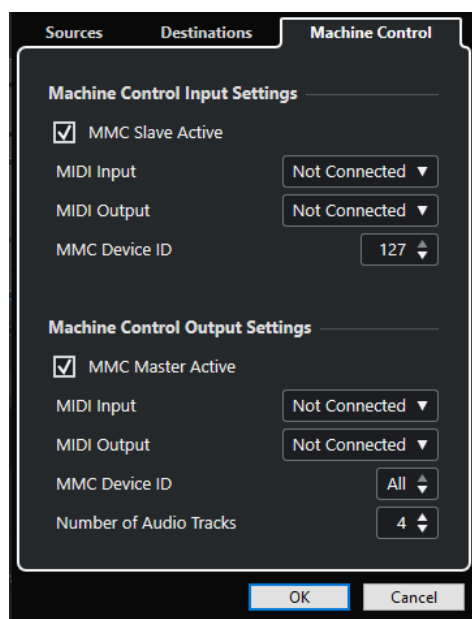 Sources Destinations Machine Control
Machine Control Input Settings
MMC Slave Active
MIDI Input Not Connected
MIDI Output Not Connected
MMC Device ID 127
Machine Control Output Settings
MMC Master Active
MIDI Input Not Connected
MIDI Output Not Connected
MMC Device ID All
Number of Audio Tracks 4
OK Cancel